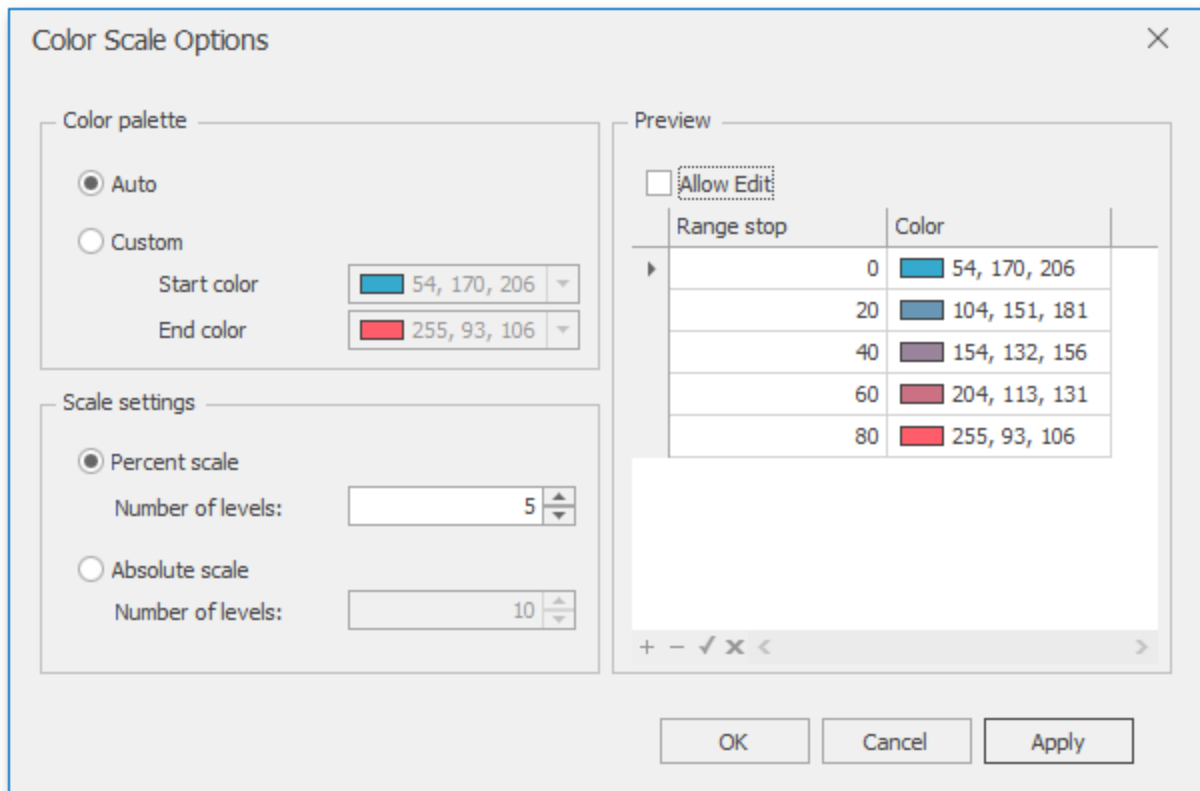 Color Scale Options
Color palette
Auto
Custom
Start color 54, 170, 206
End color 255, 93, 106
Scale settings
Percent scale
Number of levels: 5
Absolute scale
Number of levels: 10
Preview
Allow Edit
Range stop Color
0 54, 170, 206
20 104, 151, 181
40 154, 132, 156
60 204, 113, 131
80 255, 93, 106
OK Cancel Apply